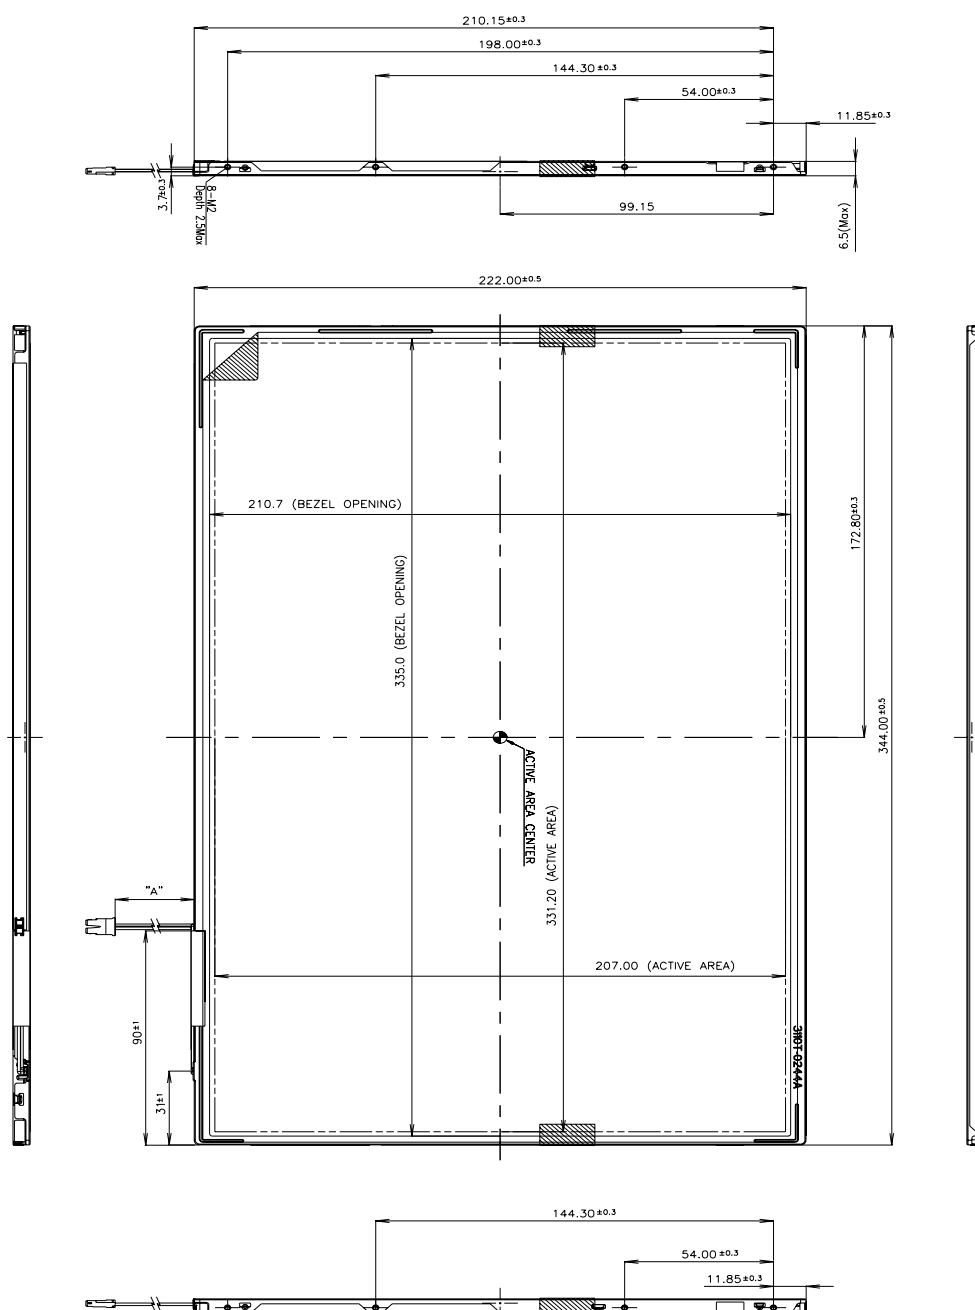 210.15±0.3
198.00±0.3
144.30±0.3
54.00±0.3
11.85±0.3
3.7±0.3
8-M2
Depth 2.5Max
99.15
6.5(Max)
222.00±0.5
210.7 (BEZEL OPENING)
335.0 (BEZEL OPENING)
172.80±0.3
344.00±0.5
ACTIVE AREA CENTER
331.20 (ACTIVE AREA)
"A"
207.00 (ACTIVE AREA)
90±1
31±1
3110T-0244A
144.30±0.3
54.00±0.3
11.85±0.3